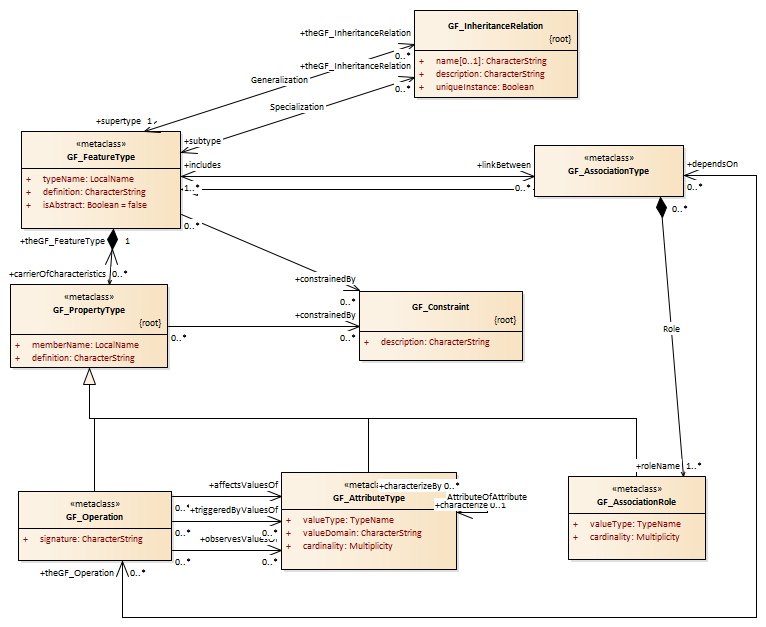 GF_InheritanceRelation
{root}
+ name[0..1]: CharacterString
+ description: CharacterString
+ uniqueInstance: Boolean
+theGF_InheritanceRelation
0..*
+theGF_InheritanceRelation
Generalization
0..*
Specialization
+supertype 1
+subtype
«metaclass»
GF_FeatureType
+ typeName: LocalName
+ definition: CharacterString
+ isAbstract: Boolean = false
+includes
1..*
+linkBetween
0..*
«metaclass»
GF_AssociationType
+dependsOn
0..*
0..*
0..*
+theGF_FeatureType 1
+carrierOfCharacteristics 0..*
+constrainedBy
0..*
«metaclass»
GF_PropertyType
{root}
+ memberName: LocalName
+ definition: CharacterString
+constrainedBy
0..*
0..*
GF_Constraint
{root}
+ description: CharacterString
Role
+roleName 1..*
«metaclass»
GF_Operation
+ signature: CharacterString
+affectsValuesOf
0..*
+triggeredByValuesOf
0..*
0..*
+observesValuesOf
0..*
0..*
+theGF_Operation 0..*
GF_AttributeType
+ valueType: TypeName
+ valueDomain: CharacterString
+ cardinality: Multiplicity
+characterizeBy 0..*
AttributeOfAttribute
+characterize 0..1
«metaclass»
GF_AssociationRole
+ valueType: TypeName
+ cardinality: Multiplicity